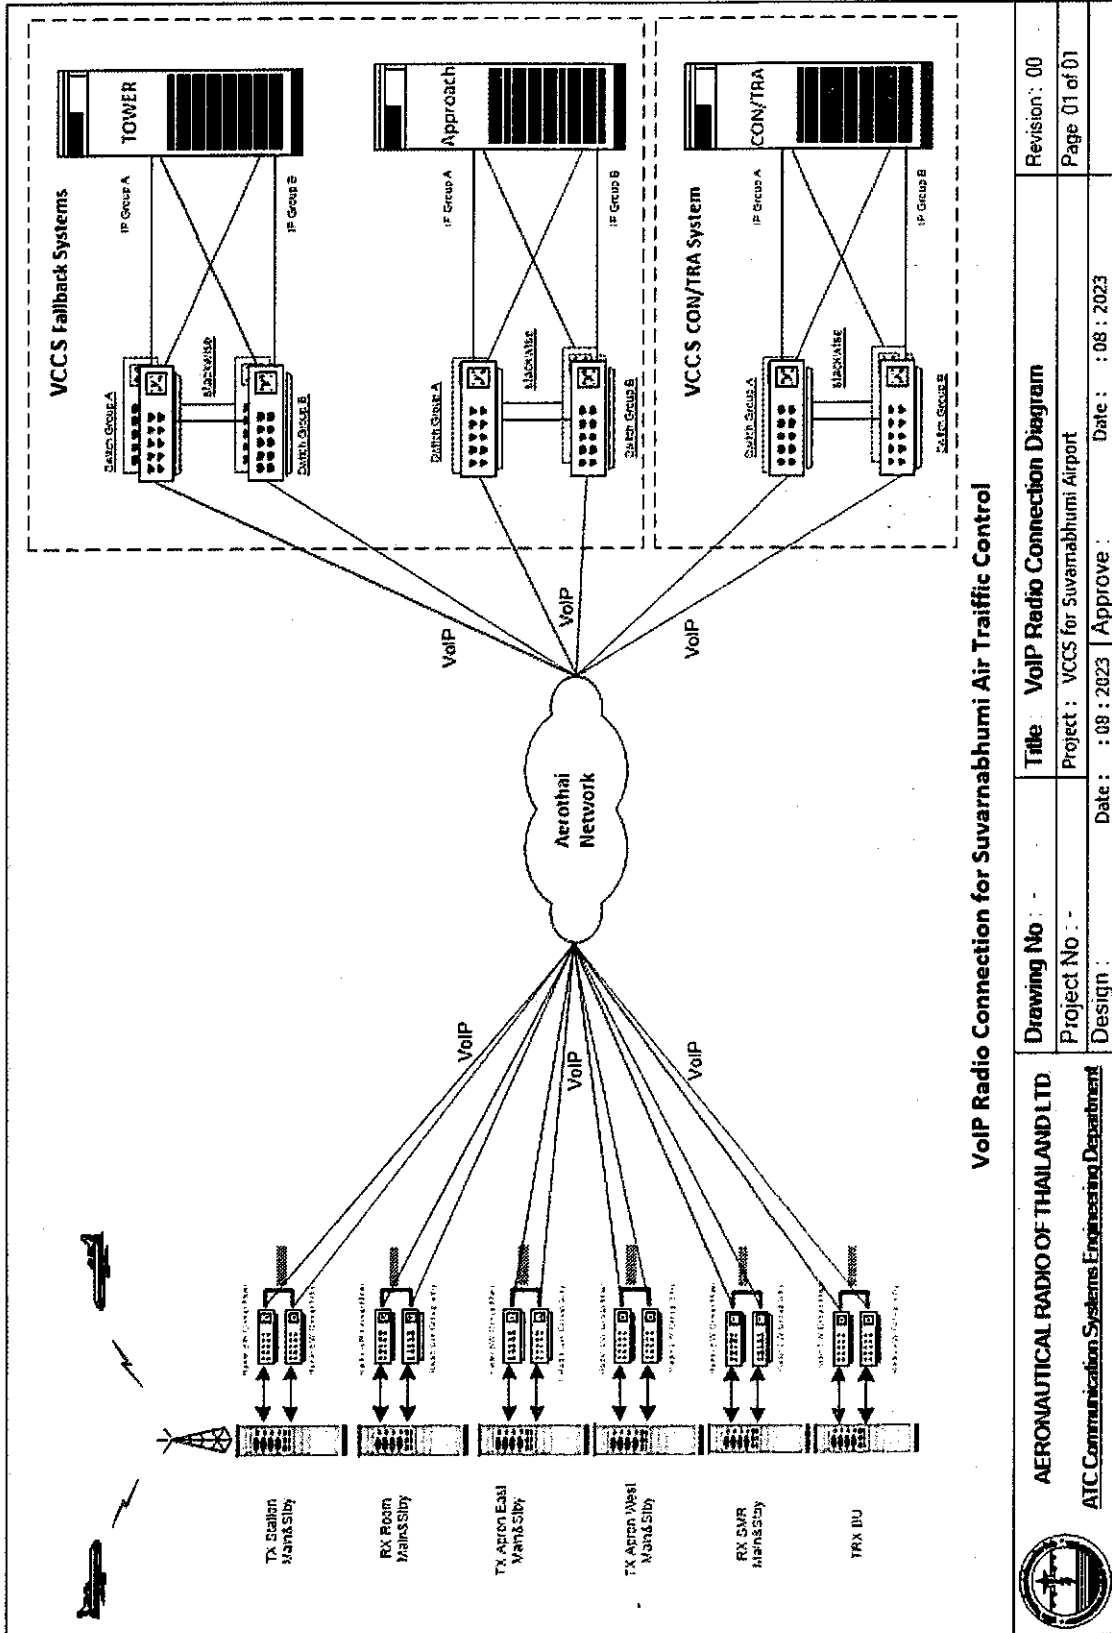 VCCS Fallback Systems
TOWER
IP Group A
IP Group B
Switch Group A
Stackwise
Switch Group B
Approach
IP Group A
IP Group B
Switch Group A
Stackwise
Switch Group B
VCCS CON/TRA System
CON/TRA
IP Group A
IP Group B
Switch Group A
Stackwise
Switch Group B
VoIP
VoIP
VoIP
Aerothai
Network
VoIP
VoIP
VoIP
TX Station
Main&Stby
RX Room
Main&Stby
TX Apron East
Main&Stby
TX Apron West
Main&Stby
RX SMR
Main&Stby
TRX BU
VoIP Radio Connection for Suvarnabhumi Air Traiffic Control
AERONAUTICAL RADIO OF THAILAND LTD.
ATC Communication Systems Engineering Department
Drawing No : -
Project No : -
Design :
Date : : 08 : 2023
Title : VoIP Radio Connection Diagram
Project : VCCS for Suvarnabhumi Airport
Approve :
Date : : 08 : 2023
Revision : 00
Page 01 of 01